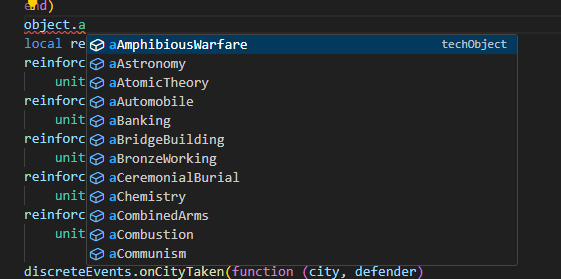 end)
object.a
local re
aAmphibiousWarfare techObject
reinforc
aAstronomy
unit
aAtomicTheory
reinforc
aAutomobile
unit
aBanking
reinforc
aBridgeBuilding
unit
aBronzeWorking
reinforc
aCeremonialBurial
unit
aChemistry
reinforc
aCombinedArms
unit
aCombustion
aCommunism
discreteEvents.onCityTaken(function (city, defender)